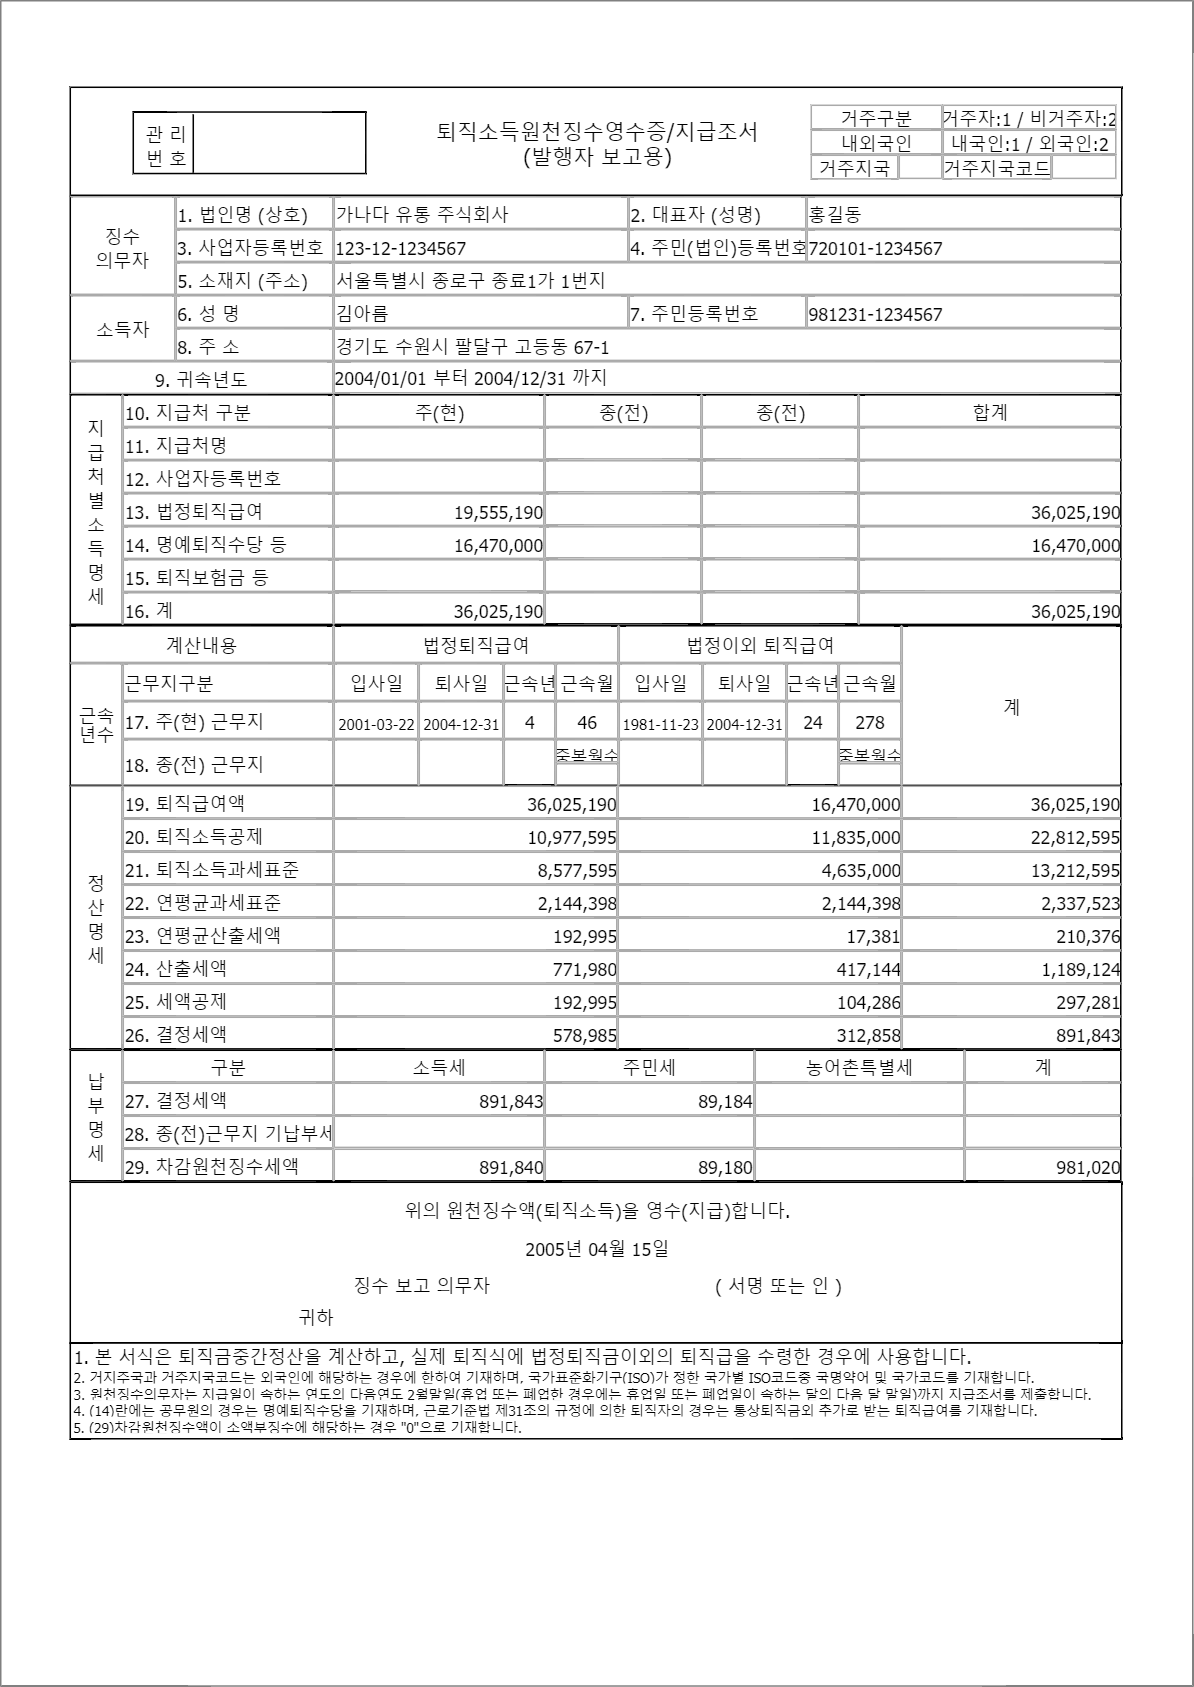 관 리
번 호
퇴직소득원천징수영수증/지급조서
(발행자 보고용)
거주구분 거주자:1 / 비거주자:2
내외국인 내국인:1 / 외국인:2
거주지국 거주지국코드
징수
의무자
1. 법인명 (상호) 가나다 유통 주식회사 2. 대표자 (성명) 홍길동
3. 사업자등록번호 123-12-1234567 4. 주민(법인)등록번호 720101-1234567
5. 소재지 (주소) 서울특별시 종로구 종료1가 1번지
소득자
6. 성 명 김아름 7. 주민등록번호 981231-1234567
8. 주 소 경기도 수원시 팔달구 고등동 67-1
9. 귀속년도 2004/01/01 부터 2004/12/31 까지
지급처별소득명세
10. 지급처 구분 주(현) 종(전) 종(전) 합계
11. 지급처명
12. 사업자등록번호
13. 법정퇴직급여 19,555,190 36,025,190
14. 명예퇴직수당 등 16,470,000 16,470,000
15. 퇴직보험금 등
16. 계 36,025,190 36,025,190
계산내용 법정퇴직급여 법정이외 퇴직급여 계
근속
년수
근무지구분 입사일 퇴사일 근속년 근속월 입사일 퇴사일 근속년 근속월
17. 주(현) 근무지 2001-03-22 2004-12-31 4 46 1981-11-23 2004-12-31 24 278
18. 종(전) 근무지 중복월수 중복월수
정산명세
19. 퇴직급여액 36,025,190 16,470,000 36,025,190
20. 퇴직소득공제 10,977,595 11,835,000 22,812,595
21. 퇴직소득과세표준 8,577,595 4,635,000 13,212,595
22. 연평균과세표준 2,144,398 2,144,398 2,337,523
23. 연평균산출세액 192,995 17,381 210,376
24. 산출세액 771,980 417,144 1,189,124
25. 세액공제 192,995 104,286 297,281
26. 결정세액 578,985 312,858 891,843
납부명세
구분 소득세 주민세 농어촌특별세 계
27. 결정세액 891,843 89,184
28. 종(전)근무지 기납부세
29. 차감원천징수세액 891,840 89,180 981,020
위의 원천징수액(퇴직소득)을 영수(지급)합니다.
2005년 04월 15일
징수 보고 의무자 ( 서명 또는 인 )
귀하
1. 본 서식은 퇴직금중간정산을 계산하고, 실제 퇴직식에 법정퇴직금이외의 퇴직급을 수령한 경우에 사용합니다.
2. 거지주국과 거주지국코드는 외국인에 해당하는 경우에 한하여 기재하며, 국가표준화기구(ISO)가 정한 국가별 ISO코드중 국명약어 및 국가코드를 기재합니다.
3. 원천징수의무자는 지급일이 속하는 연도의 다음연도 2월말일(휴업 또는 폐업한 경우에는 휴업일 또는 폐업일이 속하는 달의 다음 달 말일)까지 지급조서를 제출합니다.
4. (14)란에는 공무원의 경우는 명예퇴직수당을 기재하며, 근로기준법 제31조의 규정에 의한 퇴직자의 경우는 통상퇴직금외 추가로 받는 퇴직급여를 기재합니다.
5. (29)차감원천징수액이 소액부징수에 해당하는 경우 "0"으로 기재합니다.